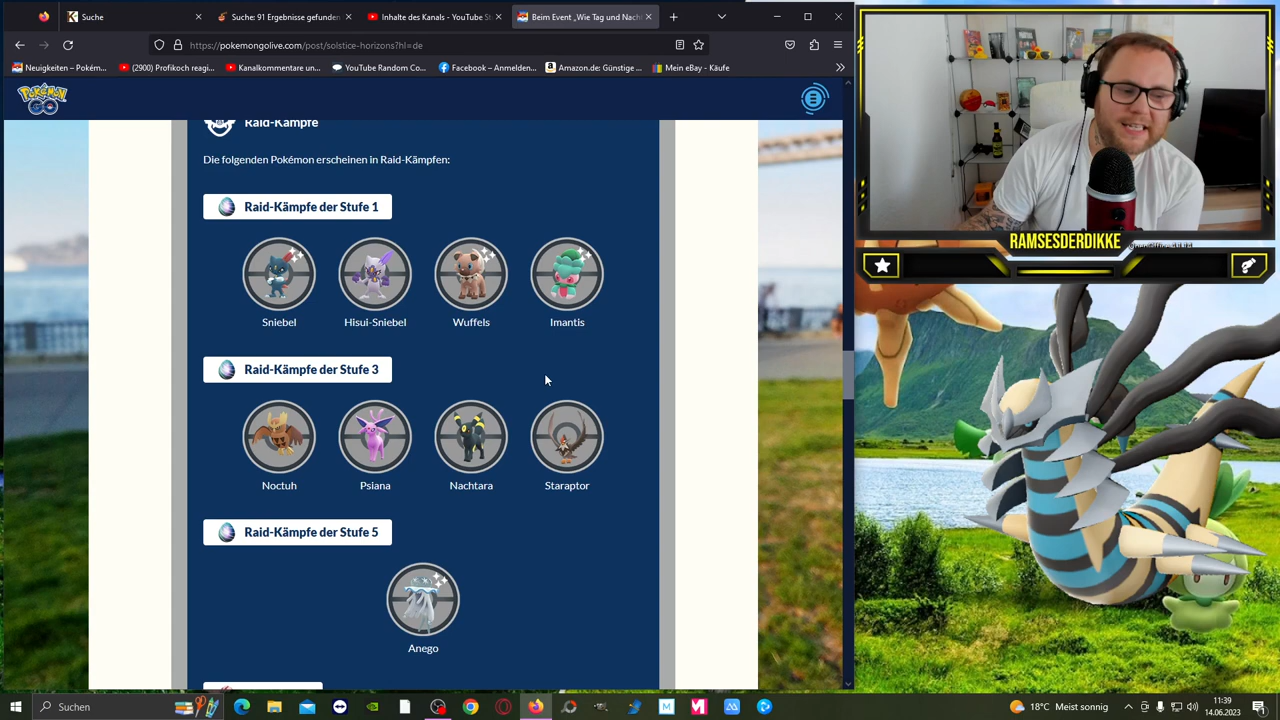 Suche
Suche: 91 Ergebnisse gefunden
Inhalte des Kanals - YouTube St
Beim Event „Wie Tag und Nach
https://pokemongolive.com/post/solstice-horizons?hl=de
Neuigkeiten – Pokém...
(2900) Profikoch reagi...
Kanalkommentare un...
YouTube Random Co...
Facebook – Anmelden...
Amazon.de: Günstige ...
Mein eBay - Käufe
POKÉMON GO
Raid-Kämpfe
Die folgenden Pokémon erscheinen in Raid-Kämpfen:
Raid-Kämpfe der Stufe 1
Sniebel Hisui-Sniebel Wuffels Imantis
Raid-Kämpfe der Stufe 3
Noctuh Psiana Nachtara Staraptor
Raid-Kämpfe der Stufe 5
Anego
RAMSESDERDIKKE
Suchen
18°C Meist sonnig
11:39
14.06.2023